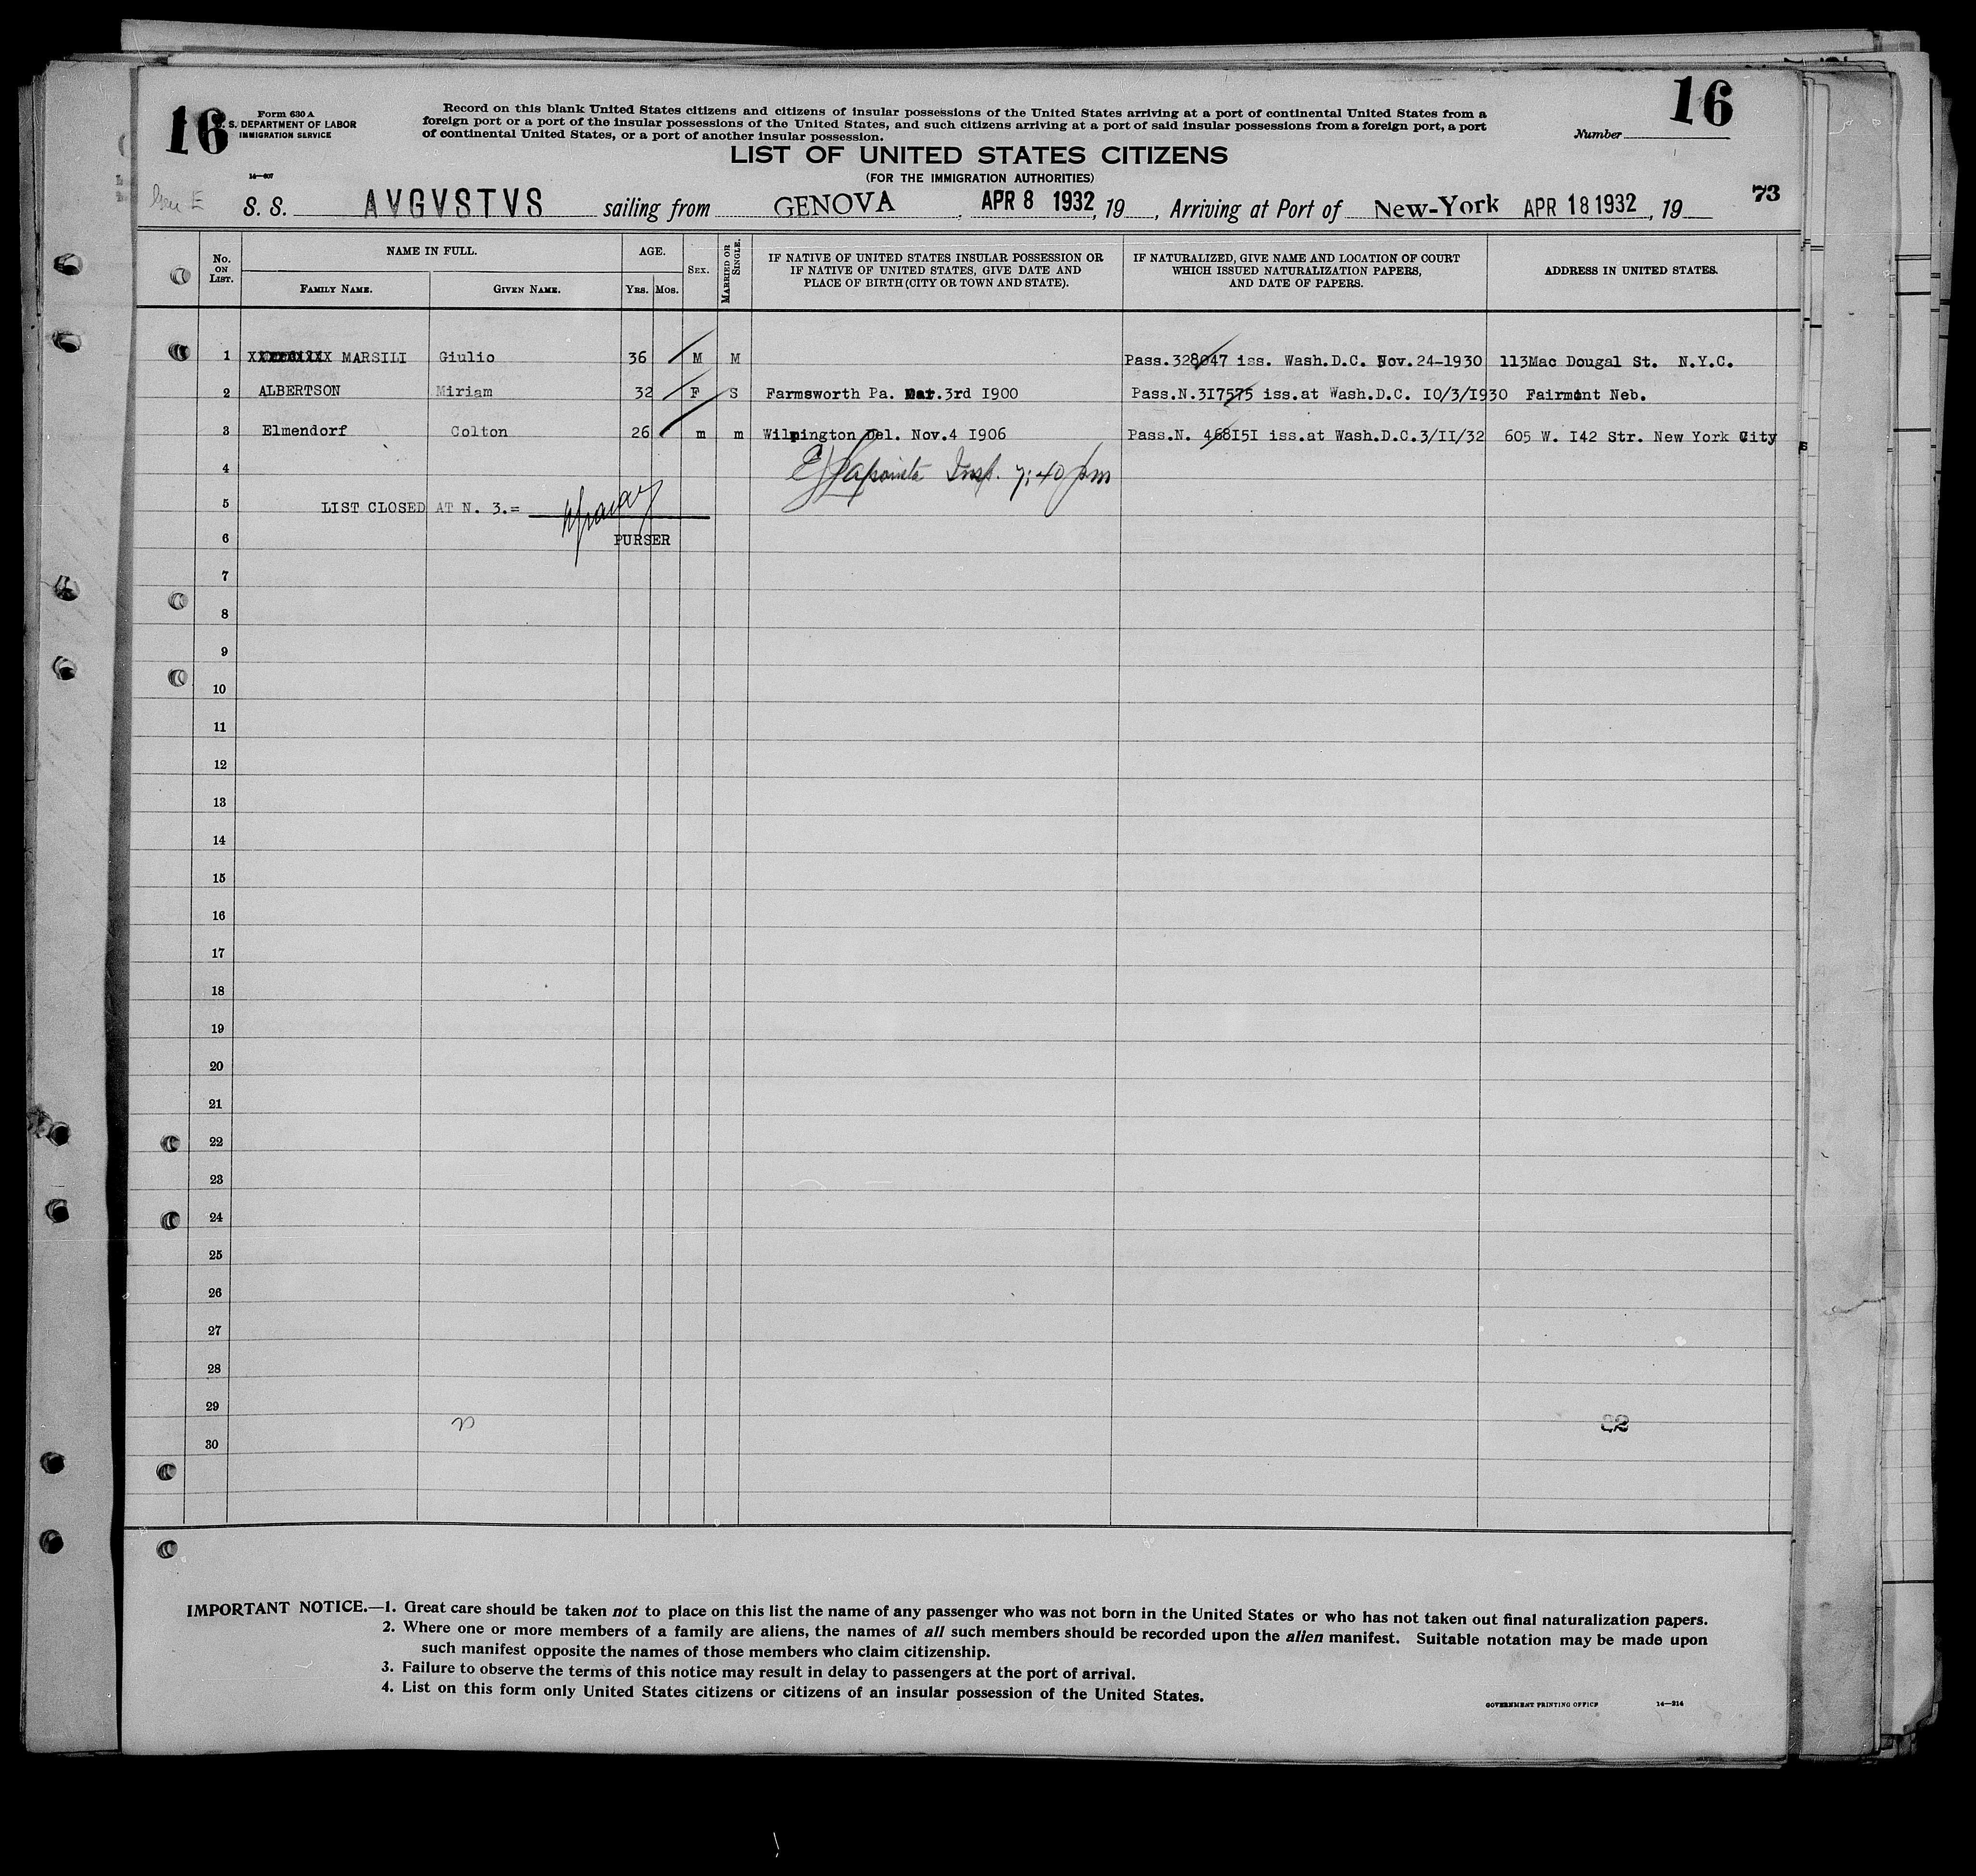 16
Form 630 A
S. DEPARTMENT OF LABOR
IMMIGRATION SERVICE
14—407
Record on this blank United States citizens and citizens of insular possessions of the United States arriving at a port of continental United States from a
foreign port or a port of the insular possessions of the United States, and such citizens arriving at a port of said insular possessions from a foreign port, a port
of continental United States, or a port of another insular possession.
16
Number
LIST OF UNITED STATES CITIZENS
(FOR THE IMMIGRATION AUTHORITIES)
73
S. S. AVGVSTVS sailing from GENOVA, APR 8 1932, 19 , Arriving at Port of New-York APR 18 1932, 19
No. ON LIST. NAME IN FULL. AGE. SEX. MARRIED OR SINGLE. IF NATIVE OF UNITED STATES INSULAR POSSESSION OR IF NATIVE OF UNITED STATES, GIVE DATE AND PLACE OF BIRTH (CITY OR TOWN AND STATE). IF NATURALIZED, GIVE NAME AND LOCATION OF COURT WHICH ISSUED NATURALIZATION PAPERS, AND DATE OF PAPERS. ADDRESS IN UNITED STATES.
FAMILY NAME. GIVEN NAME. YRS. MOS.
1 MARSILI Giulio 36 M M Pass.328047 iss. Wash.D.C. Nov.24-1930 113Mac Dougal St. N.Y.C.
2 ALBERTSON Miriam 32 F S Farmsworth Pa. Mar.3rd I900 Pass.N.3I7575 iss.at Wash.D.C. IO/3/I930 Fairmont Neb.
3 Elmendorf Colton 26 m m Wilmington Del. Nov.4 I906 Pass.N. 468I5I iss.at Wash.D.C.3/II/32 605 W. I42 Str. New York City
4 Insp. 7:40 pm
5 LIST CLOSED AT N. 3.=
6 PURSER
7
8
9
10
11
12
13
14
15
16
17
18
19
20
21
22
23
24
25
26
27
28
29
30
IMPORTANT NOTICE.—1. Great care should be taken not to place on this list the name of any passenger who was not born in the United States or who has not taken out final naturalization papers.
2. Where one or more members of a family are aliens, the names of all such members should be recorded upon the alien manifest. Suitable notation may be made upon
such manifest opposite the names of those members who claim citizenship.
3. Failure to observe the terms of this notice may result in delay to passengers at the port of arrival.
4. List on this form only United States citizens or citizens of an insular possession of the United States.
GOVERNMENT PRINTING OFFICE 14—214